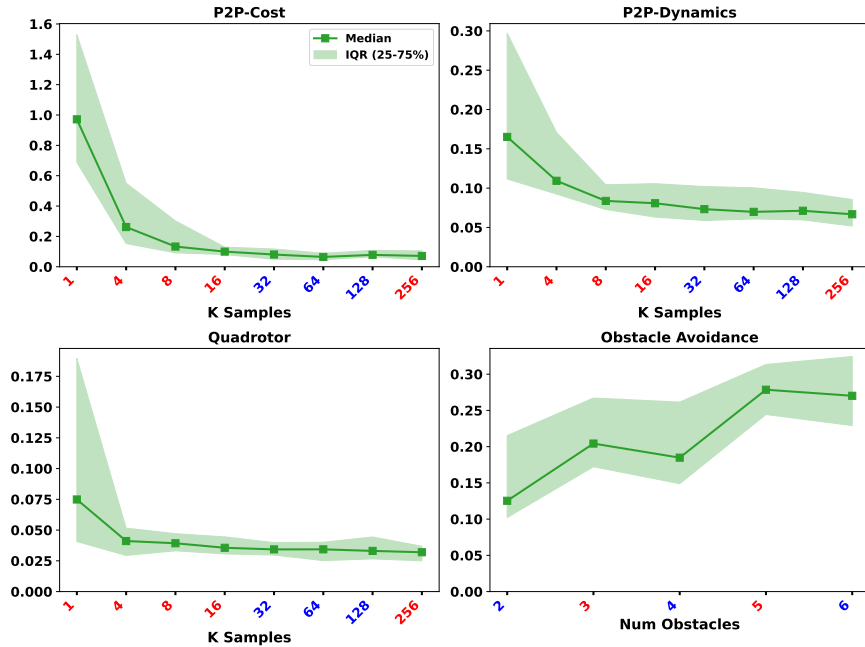 P2P-Cost
1.6
1.4
1.2
1.0
0.8
0.6
0.4
0.2
0.0
Median
IQR (25-75%)
1 4 8 16 32 64 128 256
K Samples
P2P-Dynamics
0.30
0.25
0.20
0.15
0.10
0.05
0.00
1 4 8 16 32 64 128 256
K Samples
Quadrotor
0.175
0.150
0.125
0.100
0.075
0.050
0.025
0.000
1 4 8 16 32 64 128 256
K Samples
Obstacle Avoidance
0.30
0.25
0.20
0.15
0.10
0.05
0.00
2 3 4 5 6
Num Obstacles